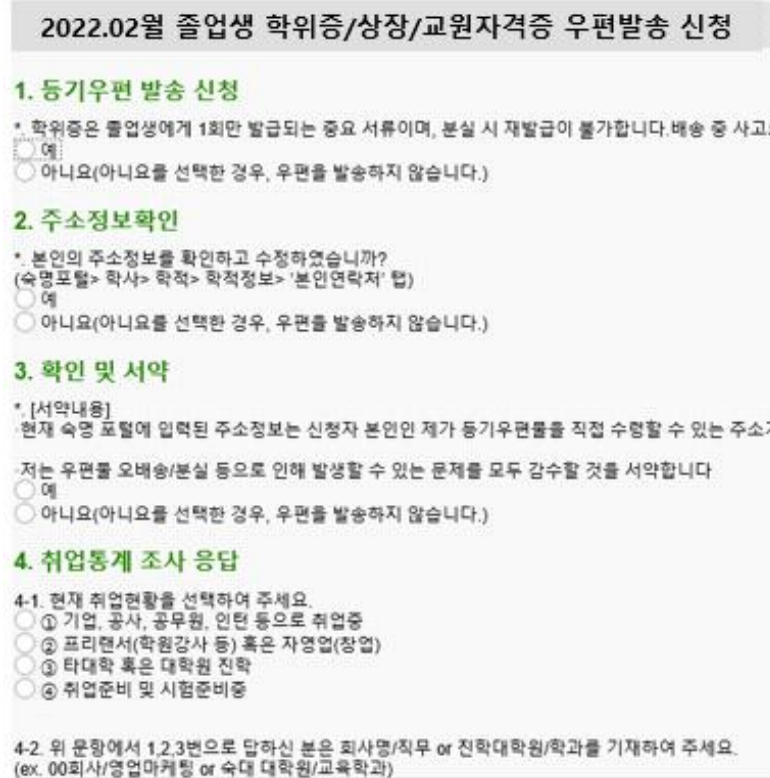 2022.02월 졸업생 학위증/상장/교원자격증 우편발송 신청
1. 등기우편 발송 신청
*. 학위증은 졸업생에게 1회만 발급되는 중요 서류이며, 분실 시 재발급이 불가합니다.배송 중 사고
예
아니요(아니요를 선택한 경우, 우편을 발송하지 않습니다.)
2. 주소정보확인
*. 본인의 주소정보를 확인하고 수정하였습니까?
(숙명포털> 학사> 학적> 학적정보> '본인연락처' 탭)
예
아니요(아니요를 선택한 경우, 우편을 발송하지 않습니다.)
3. 확인 및 서약
*. [서약내용]
·현재 숙명 포털에 입력된 주소정보는 신청자 본인인 제가 등기우편물을 직접 수령할 수 있는 주소
·저는 우편물 오배송/분실 등으로 인해 발생할 수 있는 문제를 모두 감수할 것을 서약합니다
예
아니요(아니요를 선택한 경우, 우편을 발송하지 않습니다.)
4. 취업통계 조사 응답
4-1. 현재 취업현황을 선택하여 주세요.
① 기업, 공사, 공무원, 인턴 등으로 취업중
② 프리랜서(학원강사 등) 혹은 자영업(창업)
③ 타대학 혹은 대학원 진학
④ 취업준비 및 시험준비중
4-2. 위 문항에서 1,2,3번으로 답하신 분은 회사명/직무 or 진학대학원/학과를 기재하여 주세요.
(ex. 00회사/영업마케팅 or 숙대 대학원/교육학과)